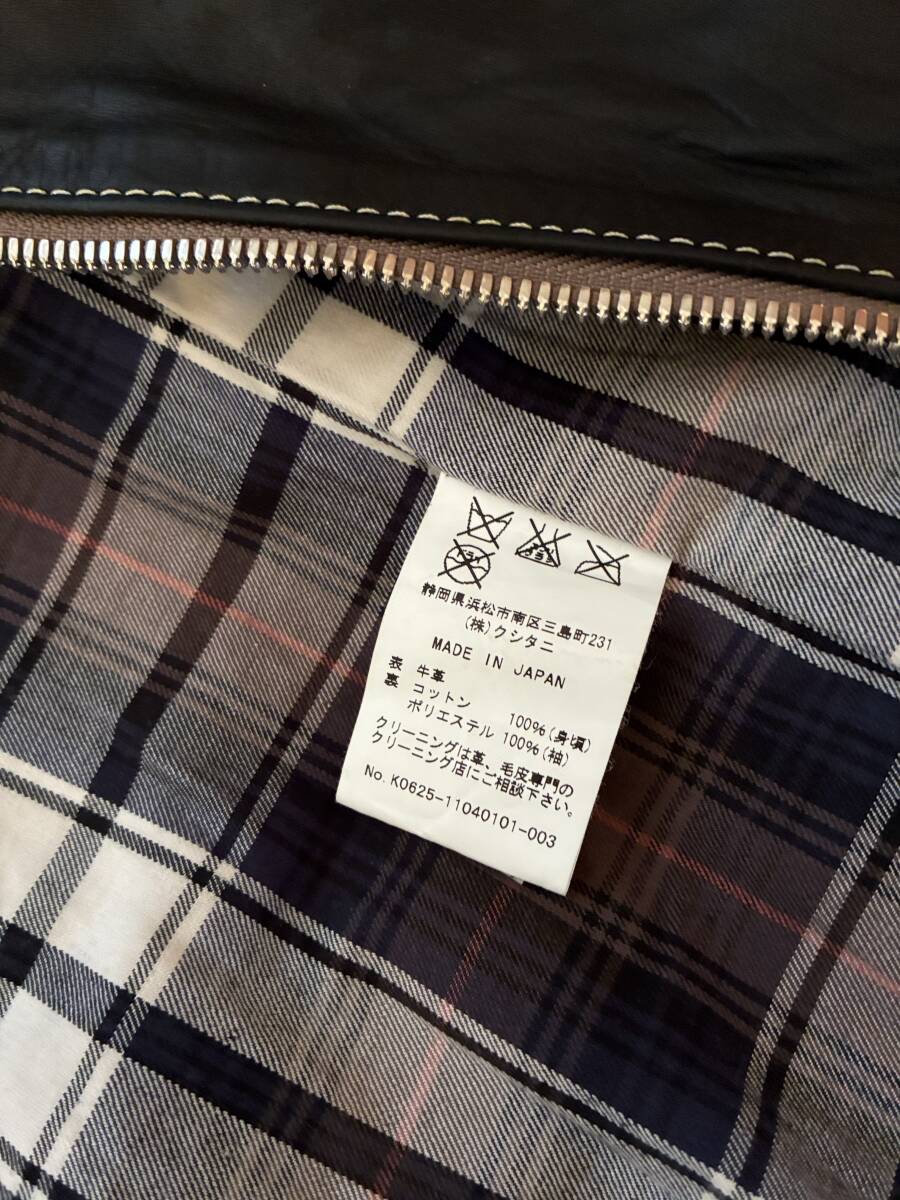 静岡県浜松市南区三島町231
(株)クシタニ
MADE IN JAPAN
表 牛革
裏 コットン 100%(身頃)
ポリエステル 100%(袖)
クリーニングは革、毛皮専門の
クリーニング店にご相談下さい。
No. K0625-11040101-003